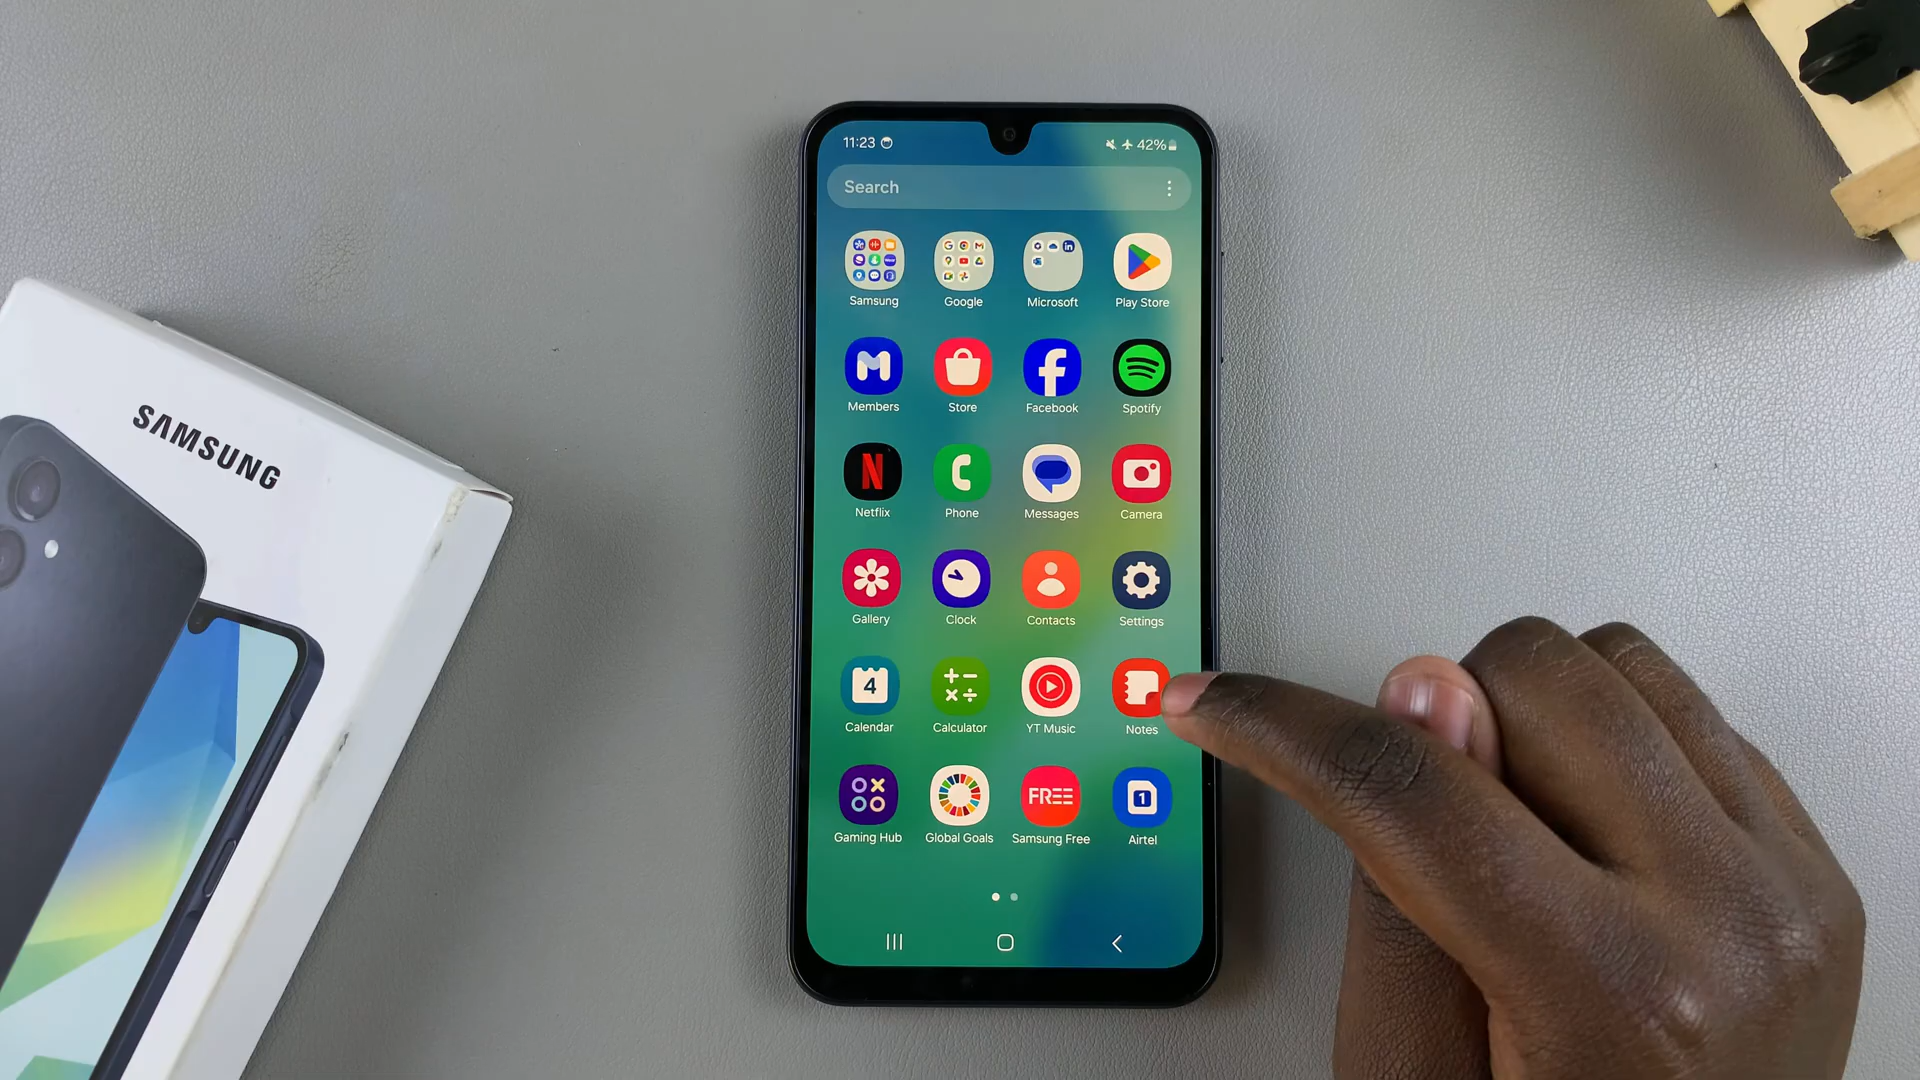 SAMSUNG
11:23
42%
Search
Samsung
Google
Microsoft
Play Store
Members
Store
Facebook
Spotify
N
Netflix
Phone
Messages
Camera
Gallery
Clock
Contacts
Settings
4
Calendar
Calculator
YT Music
Notes
FREE
1
Gaming Hub
Global Goals
Samsung Free
Airtel